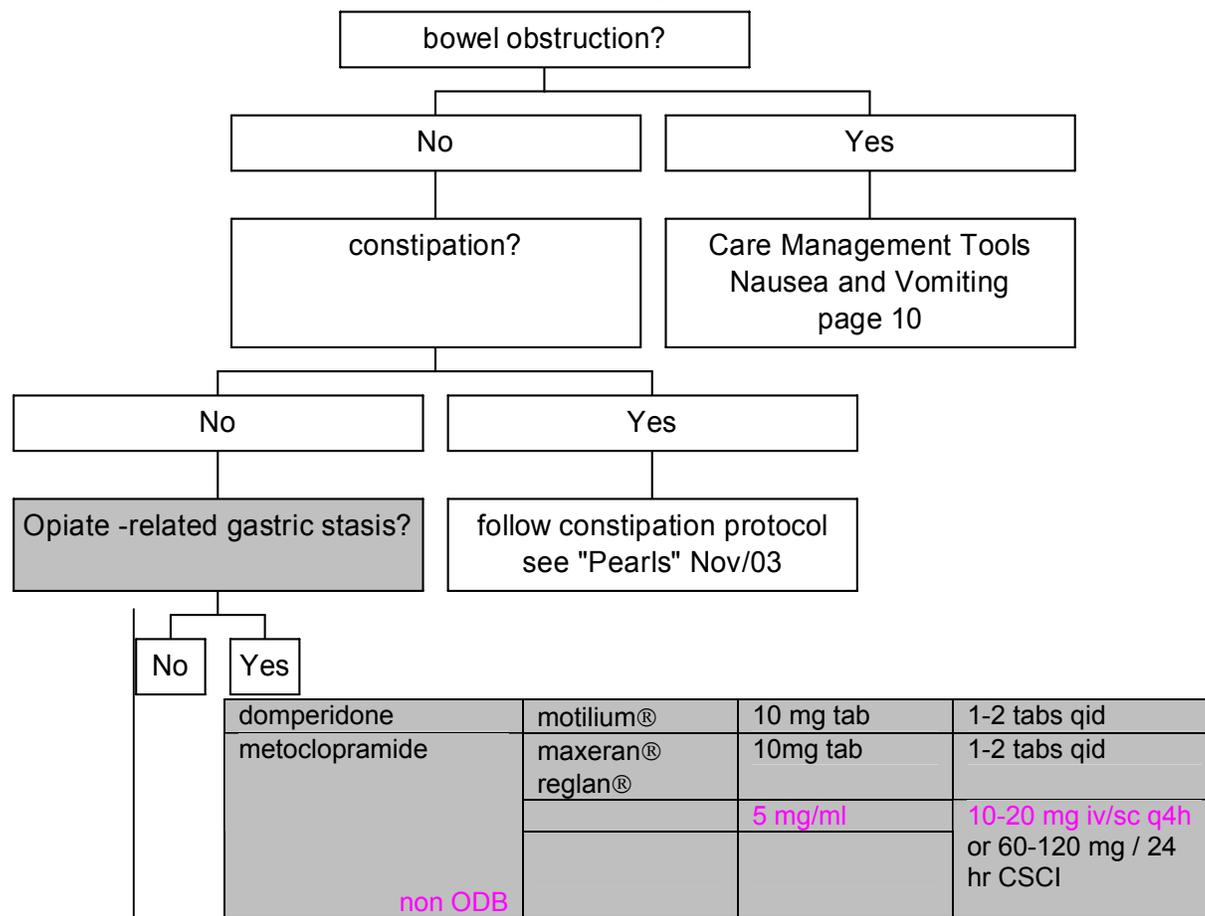 bowel obstruction?
No
Yes
constipation?
Care Management Tools
Nausea and Vomiting
page 10
No
Yes
Opiate -related gastric stasis?
follow constipation protocol
see "Pearls" Nov/03
No
Yes
domperidone motilium® 10 mg tab 1-2 tabs qid
metoclopramide maxeran® 10mg tab 1-2 tabs qid
reglan®
5 mg/ml 10-20 mg iv/sc q4h
or 60-120 mg / 24
hr CSCI
non ODB